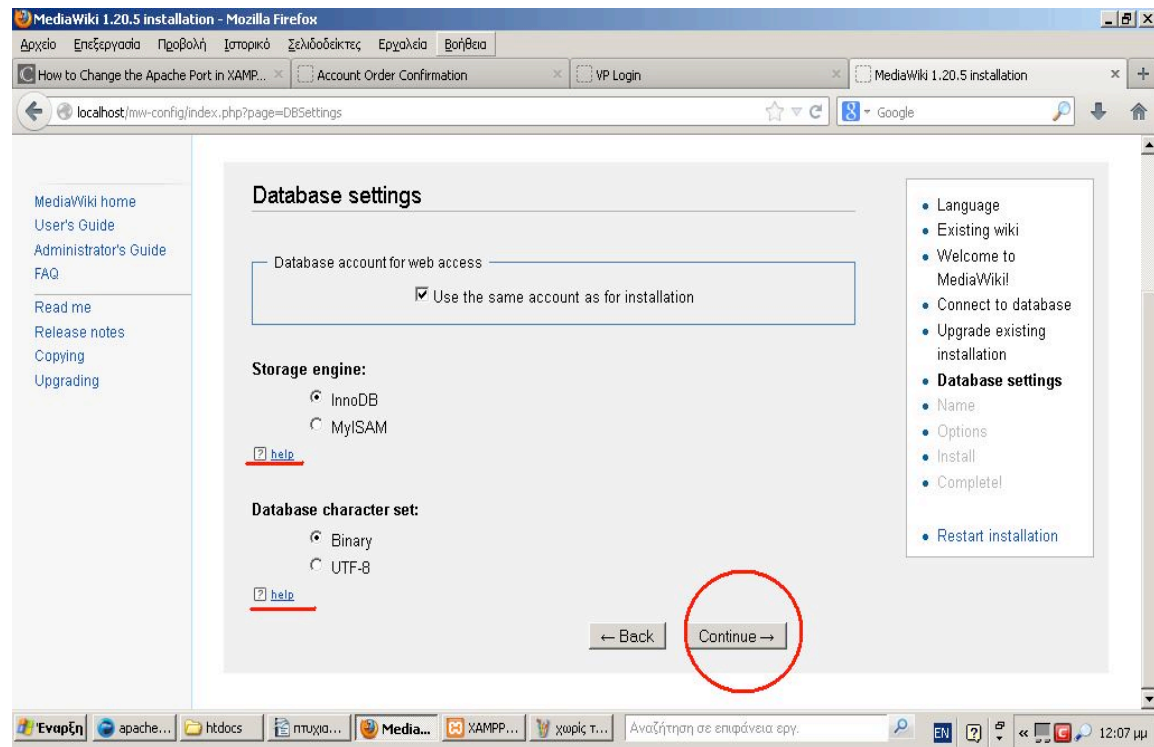 MediaWiki 1.20.5 installation - Mozilla Firefox
Αρχείο Επεξεργασία Προβολή Ιστορικό Σελιδοδείκτες Εργαλεία Βοήθεια
How to Change the Apache Port in XAMP... Account Order Confirmation VP Login MediaWiki 1.20.5 installation
localhost/mw-config/index.php?page=DBSettings Google
MediaWiki home
User's Guide
Administrator's Guide
FAQ
Read me
Release notes
Copying
Upgrading
Database settings
Database account for web access
Use the same account as for installation
Storage engine:
InnoDB
MyISAM
? help
Database character set:
Binary
UTF-8
? help
← Back Continue →
Language
Existing wiki
Welcome to
MediaWiki!
Connect to database
Upgrade existing
installation
Database settings
Name
Options
Install
Complete!
Restart installation
Έναρξη apache... htdocs πτυχια... Media... XAMPP... χωρίς τ... Αναζήτηση σε επιφάνεια εργ. EN ? « 12:07 μμ